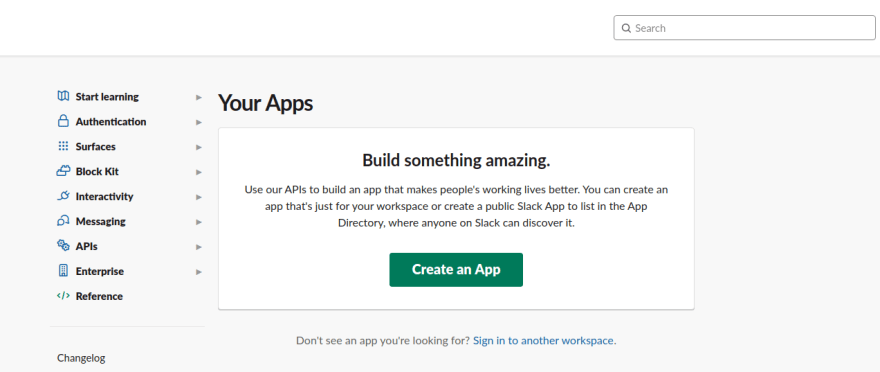 Search
Start learning
Authentication
Surfaces
Block Kit
Interactivity
Messaging
APIs
Enterprise
Reference
Changelog
Your Apps
Build something amazing.
Use our APIs to build an app that makes people's working lives better. You can create an
app that's just for your workspace or create a public Slack App to list in the App
Directory, where anyone on Slack can discover it.
Create an App
Don't see an app you're looking for? Sign in to another workspace.